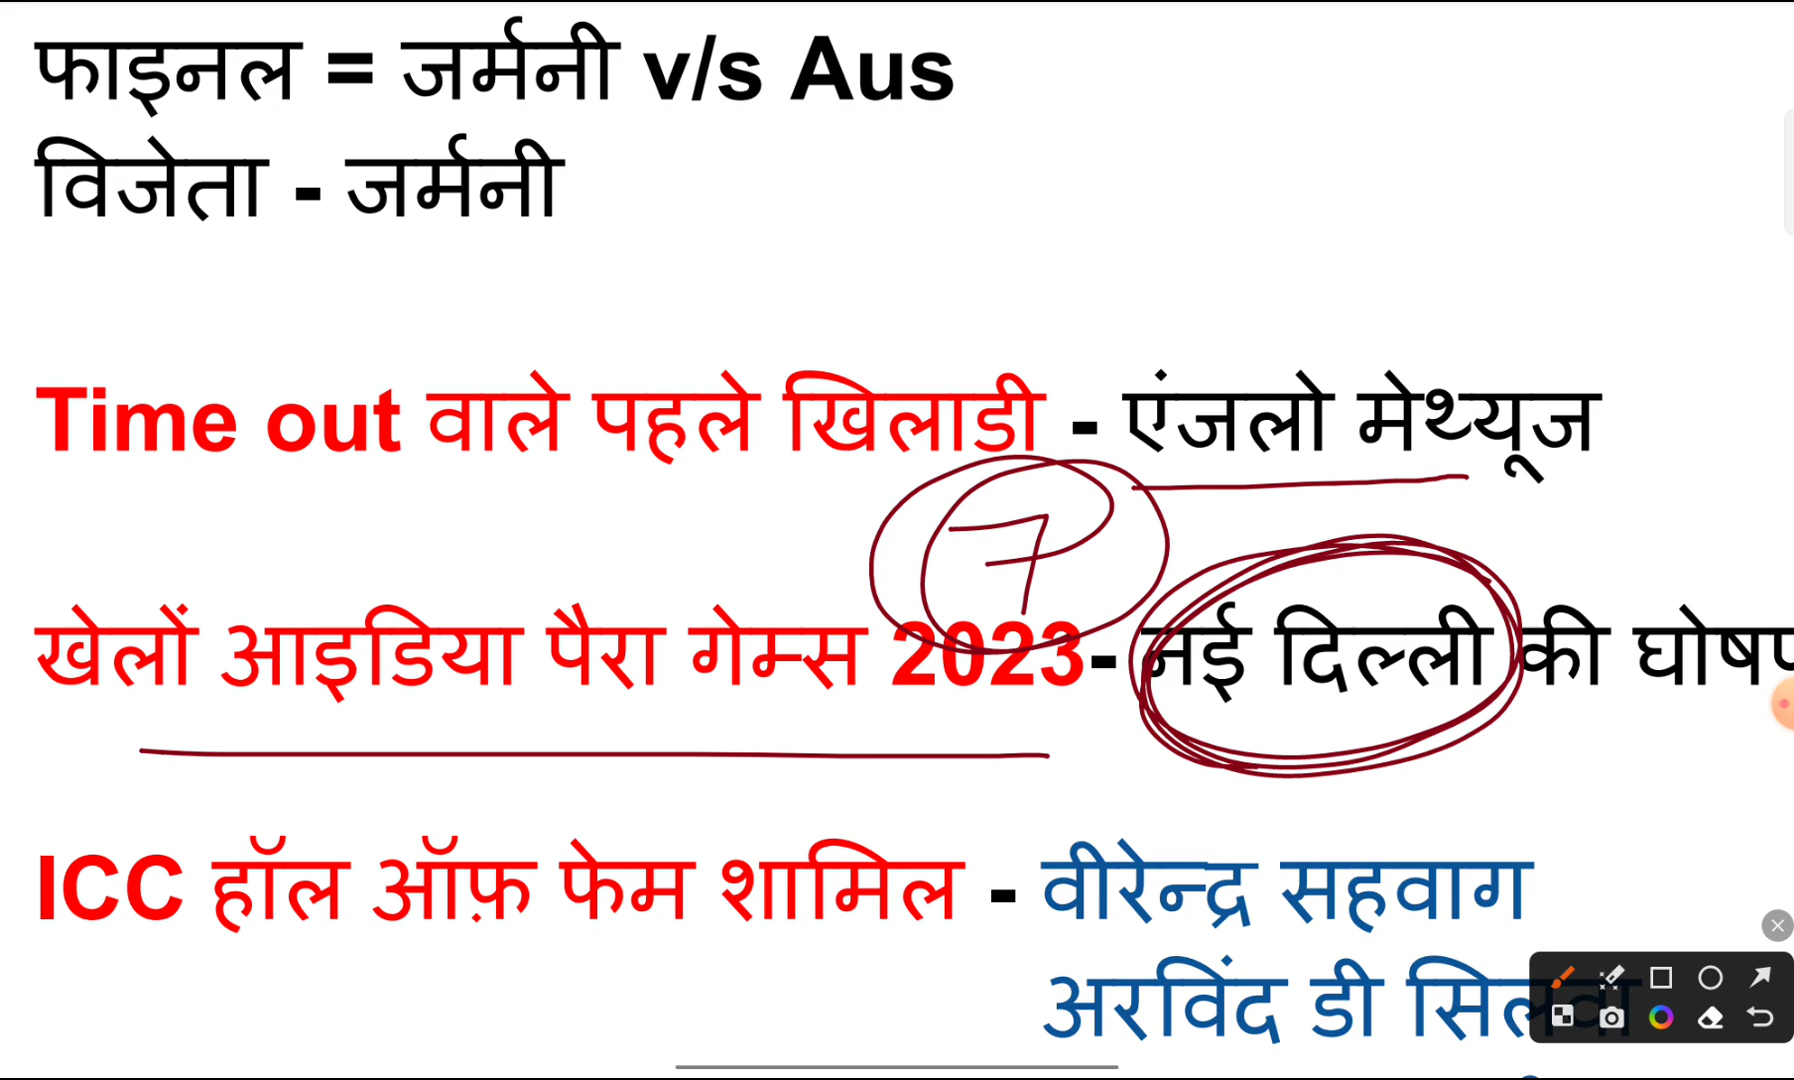 फाइनल = जर्मनी v/s Aus
विजेता - जर्मनी
Time out वाले पहले खिलाडी - एंजलो मेथ्यूज
7
खेलों आइडिया पैरा गेम्स 2023- नई दिल्ली की
ICC हॉल ऑफ़ फेम शामिल - वीरेन्द्र सहवाग
अरविंद डी